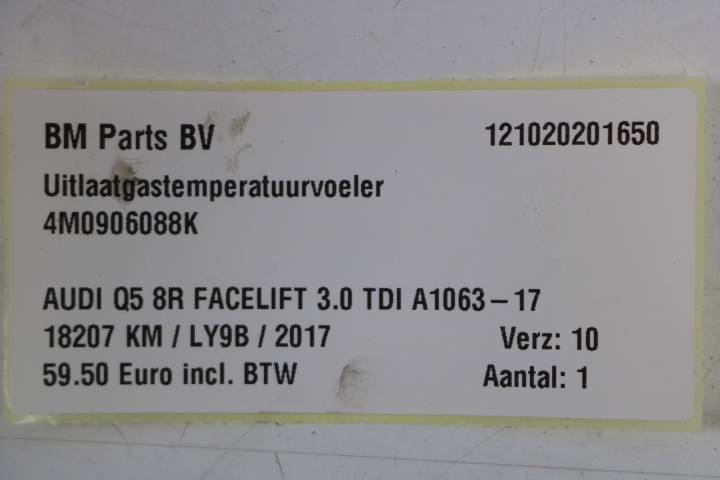 BM Parts BV 121020201650
Uitlaatgastemperatuurvoeler
4M0906088K
AUDI Q5 8R FACELIFT 3.0 TDI A1063-17
18207 KM / LY9B / 2017 Verz: 10
59.50 Euro incl. BTW Aantal: 1